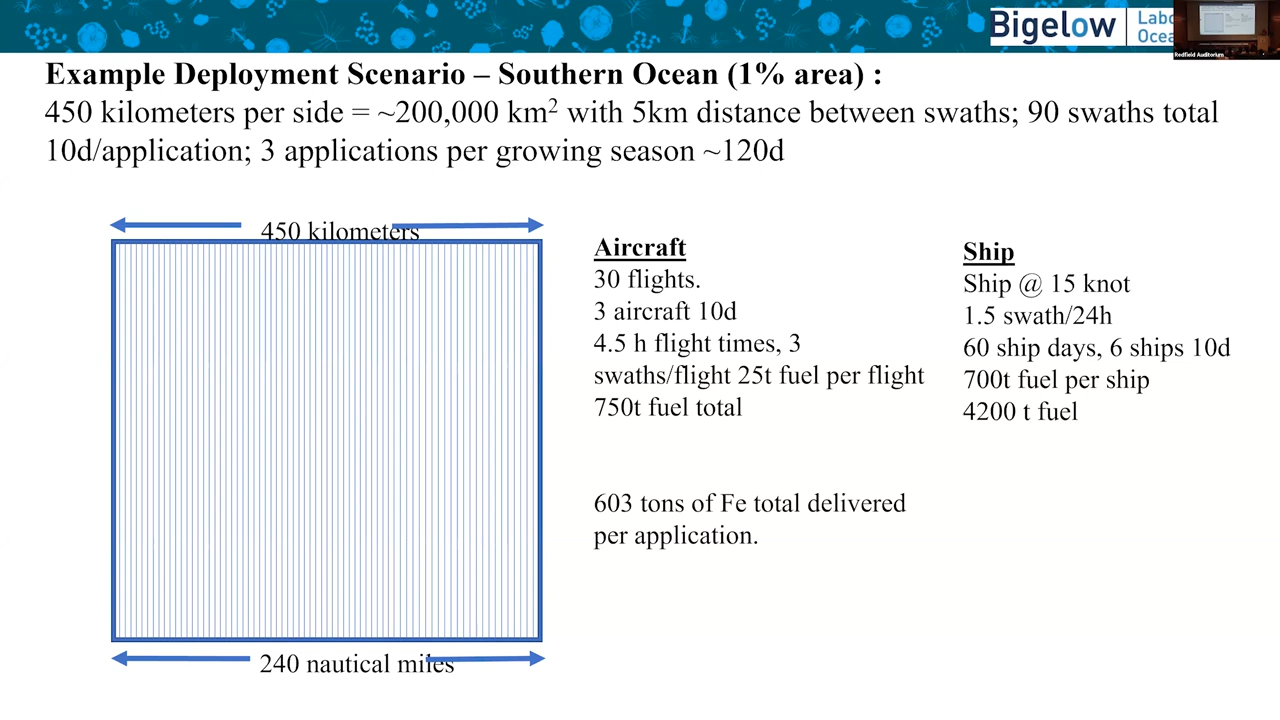 Bigelow
Labo
Ocea
Redfield Auditorium
Example Deployment Scenario – Southern Ocean (1% area) :
450 kilometers per side = ~200,000 km² with 5km distance between swaths; 90 swaths total
10d/application; 3 applications per growing season ~120d
450 kilometers
240 nautical miles
Aircraft
30 flights.
3 aircraft 10d
4.5 h flight times, 3
swaths/flight 25t fuel per flight
750t fuel total
603 tons of Fe total delivered
per application.
Ship
Ship @ 15 knot
1.5 swath/24h
60 ship days, 6 ships 10d
700t fuel per ship
4200 t fuel